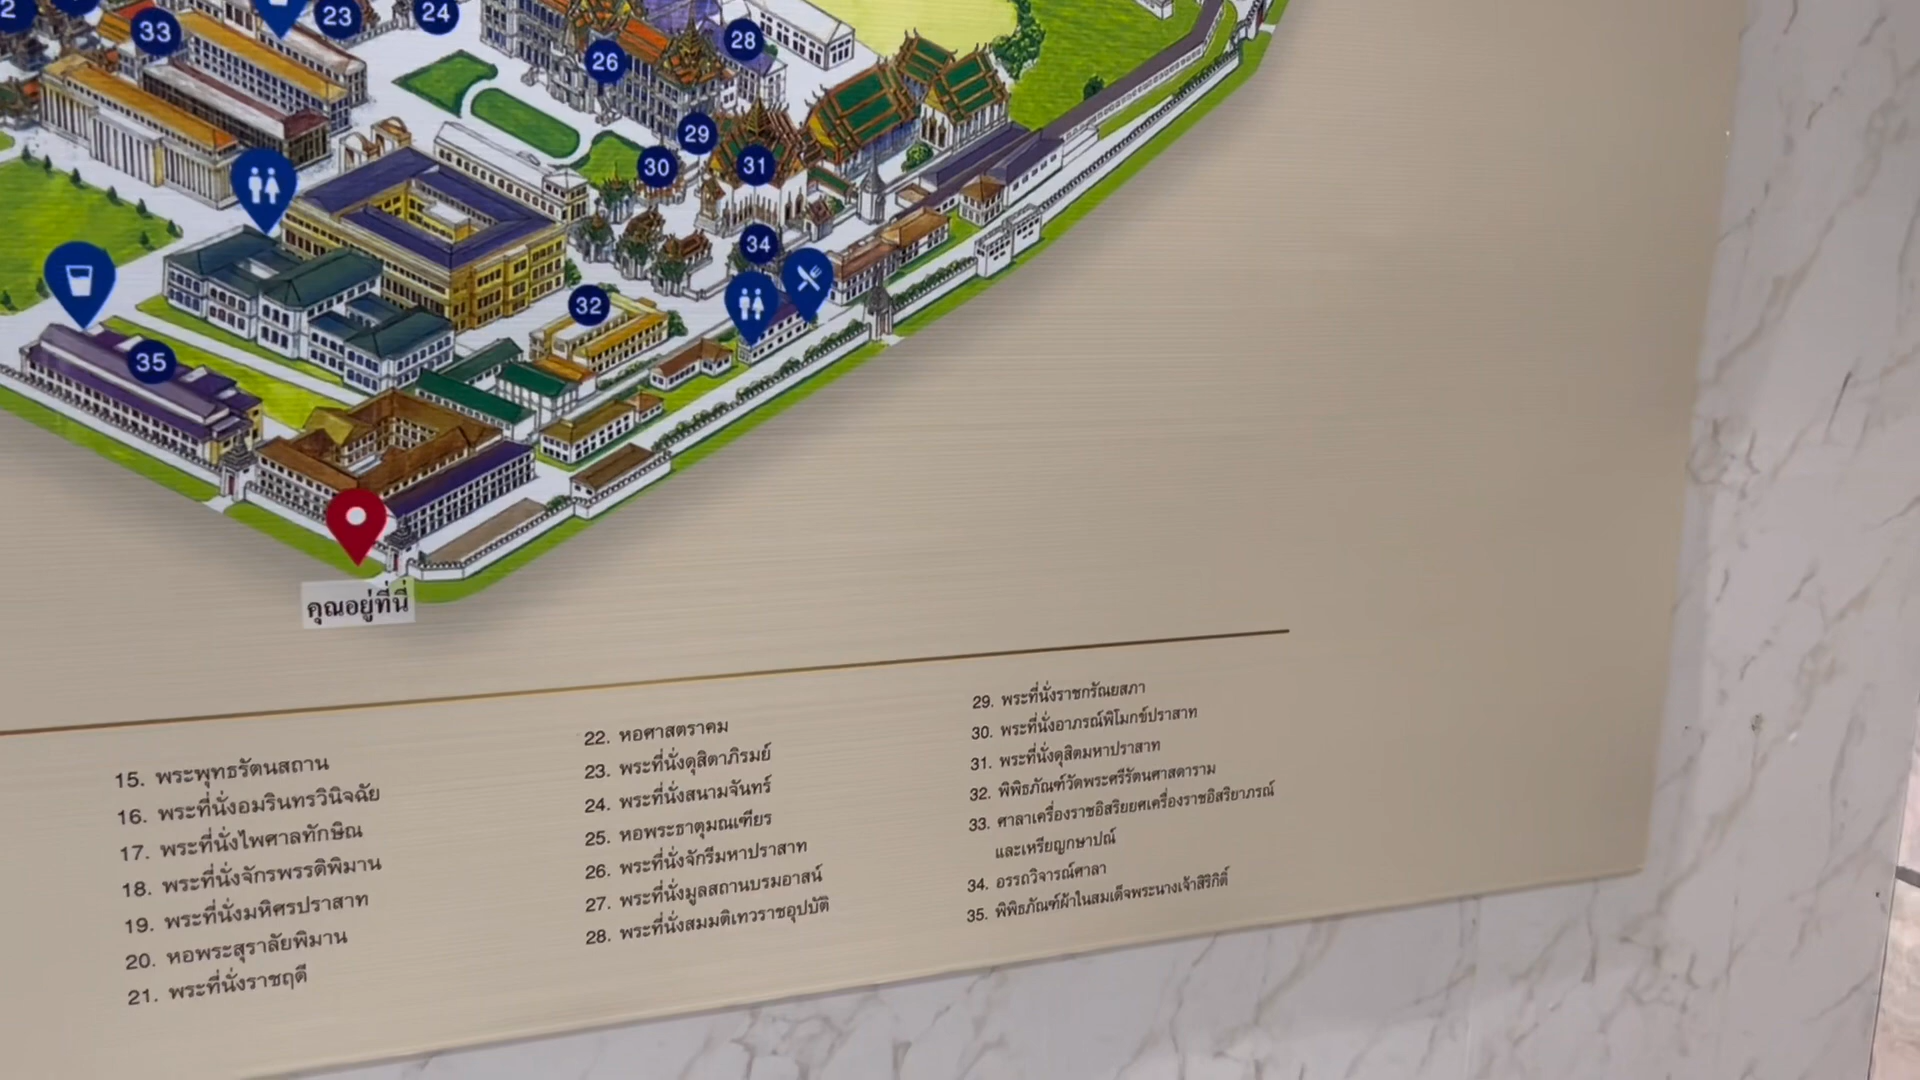 33
23
24
26
28
29
30
31
34
32
35
คุณอยู่ที่นี่
15. พระพุทธรัตนสถาน
16. พระที่นั่งอมรินทรวินิจฉัย
17. พระที่นั่งไพศาลทักษิณ
18. พระที่นั่งจักรพรรดิพิมาน
19. พระที่นั่งมหิศรปราสาท
20. หอพระสุราลัยพิมาน
21. พระที่นั่งราชฤดี
22. หอศาสตราคม
23. พระที่นั่งดุสิตาภิรมย์
24. พระที่นั่งสนามจันทร์
25. หอพระธาตุมณเฑียร
26. พระที่นั่งจักรีมหาปราสาท
27. พระที่นั่งมูลสถานบรมอาสน์
28. พระที่นั่งสมมติเทวราชอุปบัติ
29. พระที่นั่งราชกรัณยสภา
30. พระที่นั่งอาภรณ์พิโมกข์ปราสาท
31. พระที่นั่งดุสิตมหาปราสาท
32. พิพิธภัณฑ์วัดพระศรีรัตนศาสดาราม
33. ศาลาเครื่องราชอิสริยยศเครื่องราชอิสริยาภรณ์
และเหรียญกษาปณ์
34. อรรถวิจารณ์ศาลา
35. พิพิธภัณฑ์ผ้าในสมเด็จพระนางเจ้าสิริกิติ์